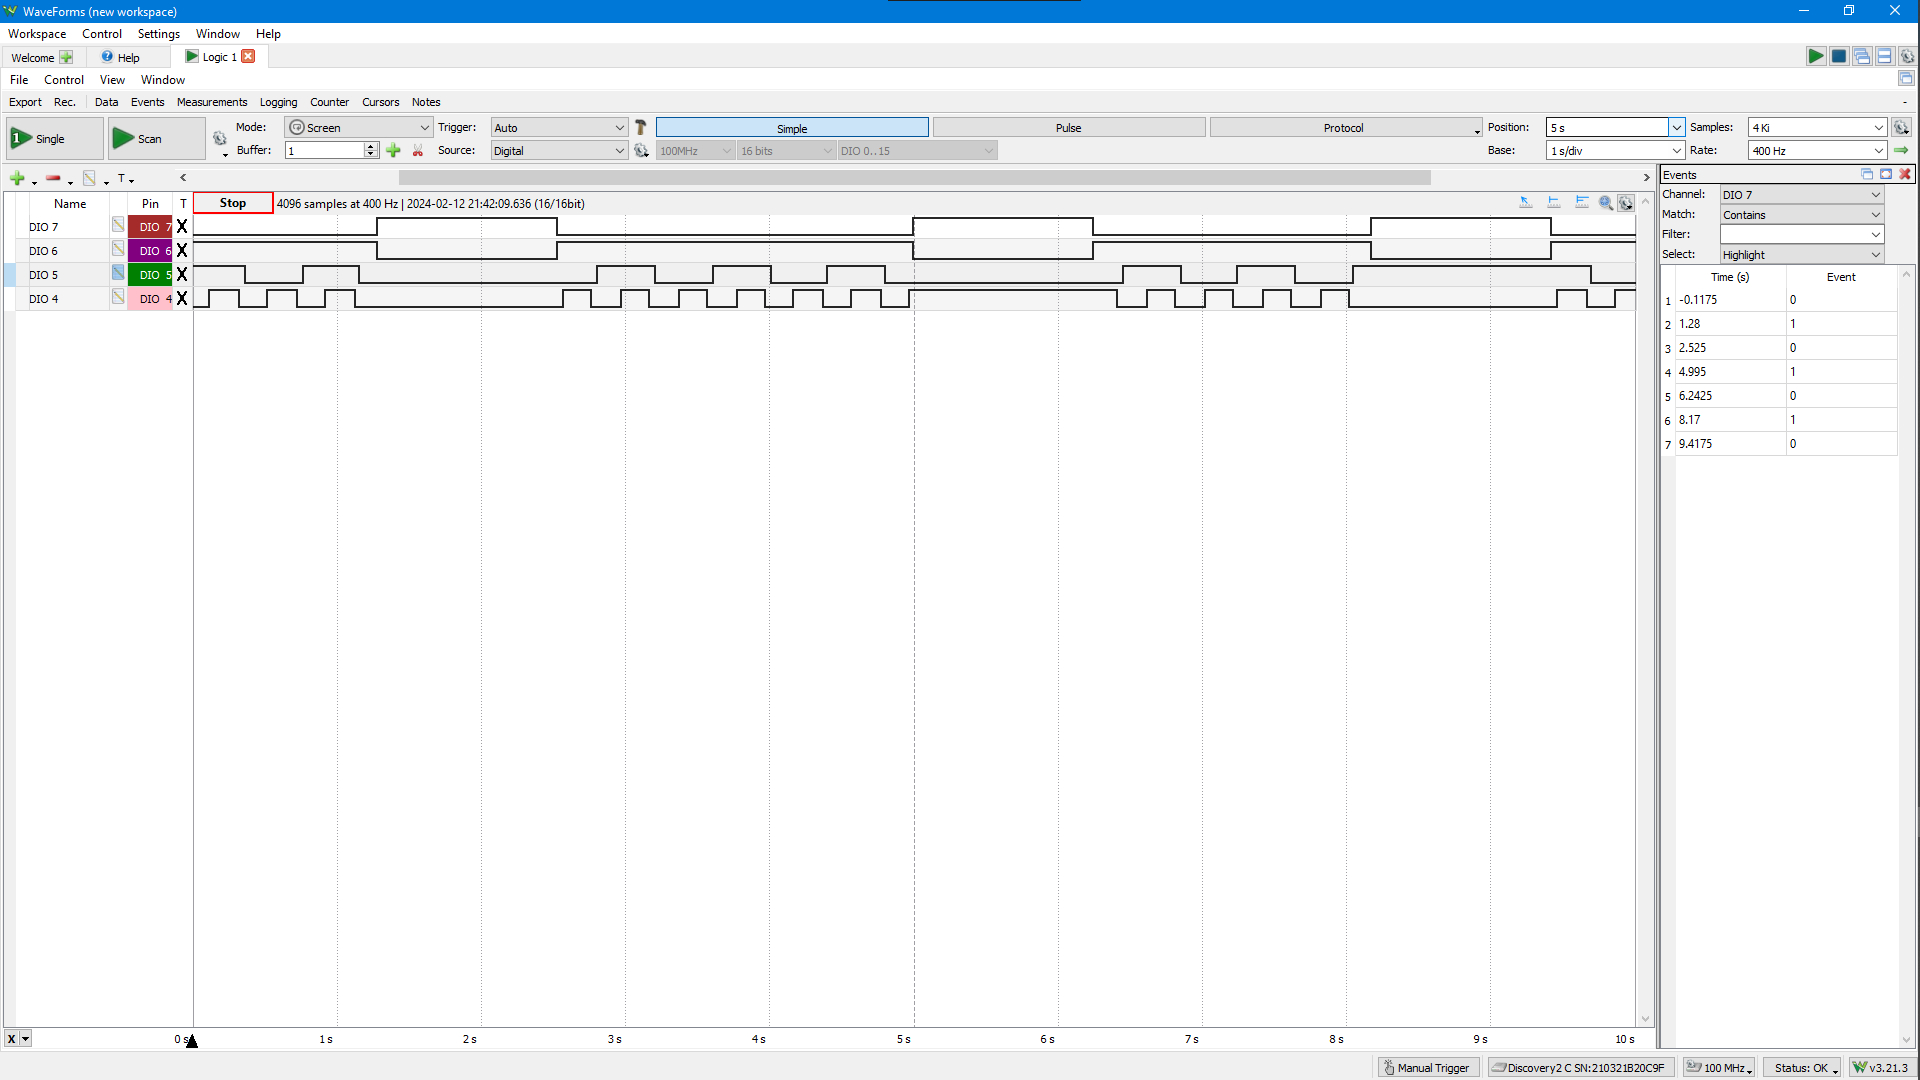 WaveForms (new workspace)
Workspace Control Settings Window Help
Welcome Help Logic 1
File Control View Window
Export Rec. Data Events Measurements Logging Counter Cursors Notes
1 Single Scan Mode: Screen Trigger: Auto Simple Pulse Protocol Position: 5 s Samples: 4 Ki
Buffer: 1 Source: Digital 100MHz 16 bits DIO 0..15 Base: 1 s/div Rate: 400 Hz
T
Name Pin T Stop 4096 samples at 400 Hz | 2024-02-12 21:42:09.636 (16/16bit)
DIO 7 DIO 7 X
DIO 6 DIO 6 X
DIO 5 DIO 5 X
DIO 4 DIO 4 X
X 0 s 1 s 2 s 3 s 4 s 5 s 6 s 7 s 8 s 9 s 10 s
Events
Channel: DIO 7
Match: Contains
Filter:
Select: Highlight
Time (s) Event
1 -0.1175 0
2 1.28 1
3 2.525 0
4 4.995 1
5 6.2425 0
6 8.17 1
7 9.4175 0
Manual Trigger Discovery2 C SN:210321B20C9F 100 MHz Status: OK v3.21.3